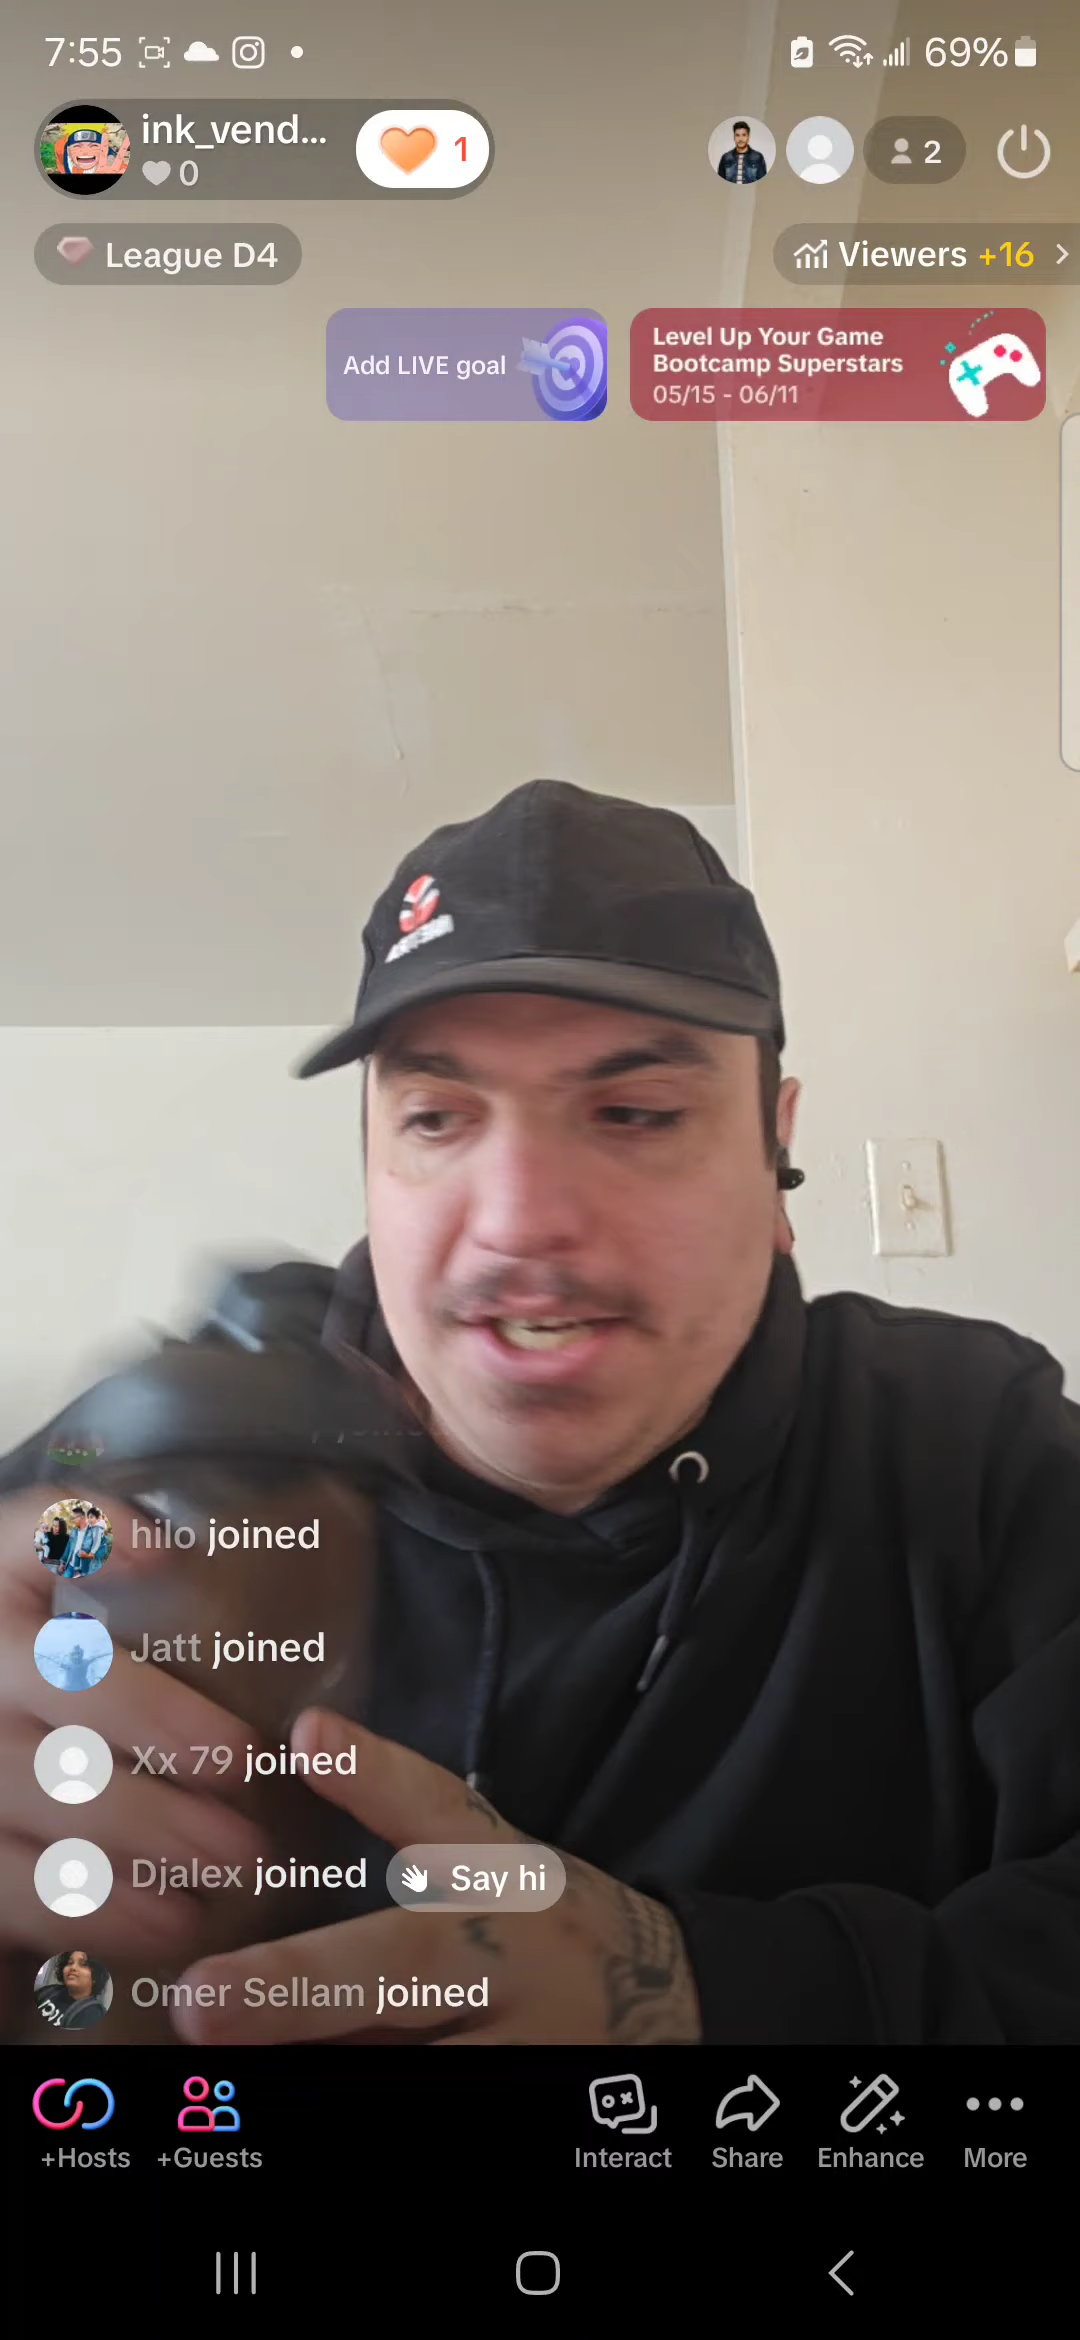 7:55
69%
ink_vend...
0
1
2
League D4
Viewers +16
Add LIVE goal
Level Up Your Game
Bootcamp Superstars
05/15 - 06/11
hilo joined
Jatt joined
Xx 79 joined
Djalex joined
Say hi
Omer Sellam joined
+Hosts
+Guests
Interact
Share
Enhance
More